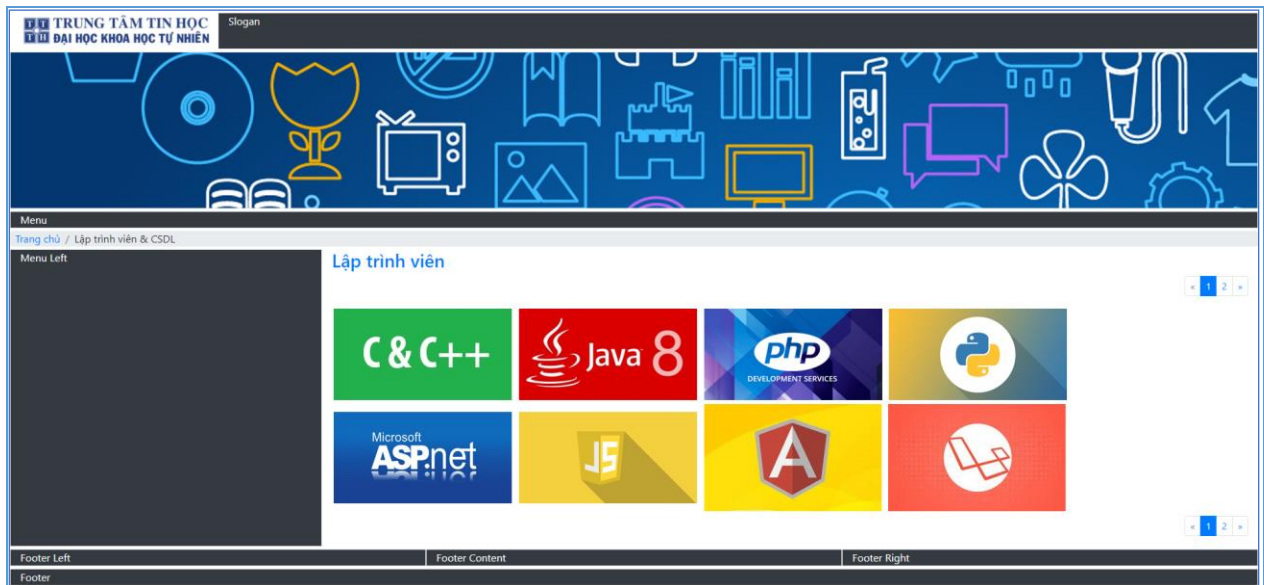 TT TRUNG TÂM TIN HỌC
TH ĐẠI HỌC KHOA HỌC TỰ NHIÊN
Slogan
Menu
Trang chủ / Lập trình viên & CSDL
Menu Left
Lập trình viên
« 1 2 »
C & C++
Java 8
php
DEVELOPMENT SERVICES
Microsoft
ASP.net
JS
A
« 1 2 »
Footer Left
Footer Content
Footer Right
Footer